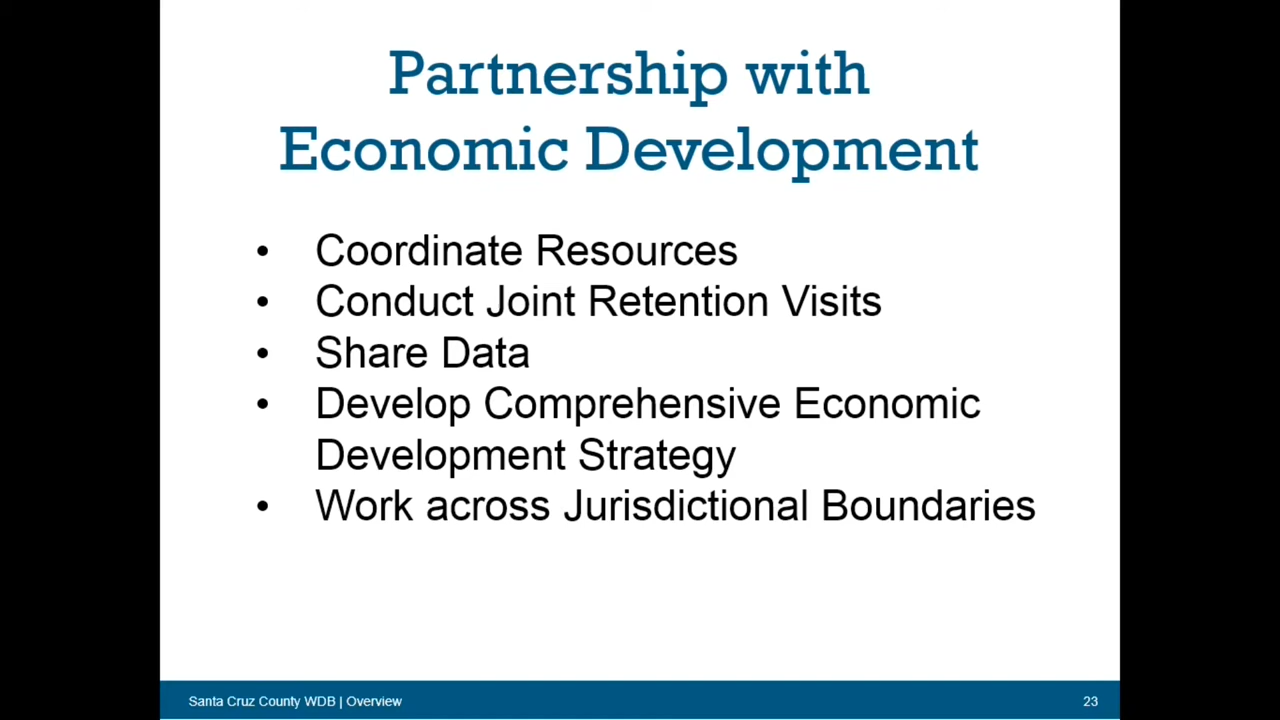 Partnership with
Economic Development
• Coordinate Resources
• Conduct Joint Retention Visits
• Share Data
• Develop Comprehensive Economic
Development Strategy
• Work across Jurisdictional Boundaries
Santa Cruz County WDB | Overview
23